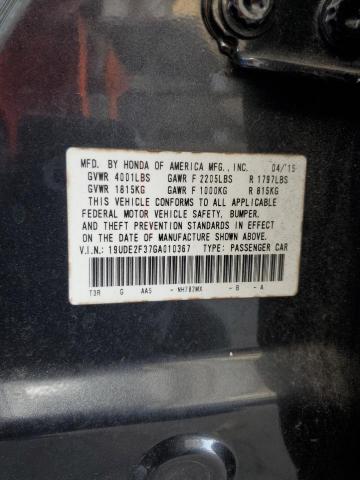 MFD. BY HONDA OF AMERICA MFG., INC. 04/'15
GVWR 4001LBS GAWR F 2205LBS R 1797LBS
GVWR 1815KG GAWR F 1000KG R 815KG
THIS VEHICLE CONFORMS TO ALL APPLICABLE
FEDERAL MOTOR VEHICLE SAFETY, BUMPER,
AND THEFT PREVENTION STANDARDS IN EFFECT
ON THE DATE OF MANUFACTURE SHOWN ABOVE.
V.I.N.: 19UDE2F37GA010367 TYPE: PASSENGER CAR
T3R G AA5 - NH782MX - B - A